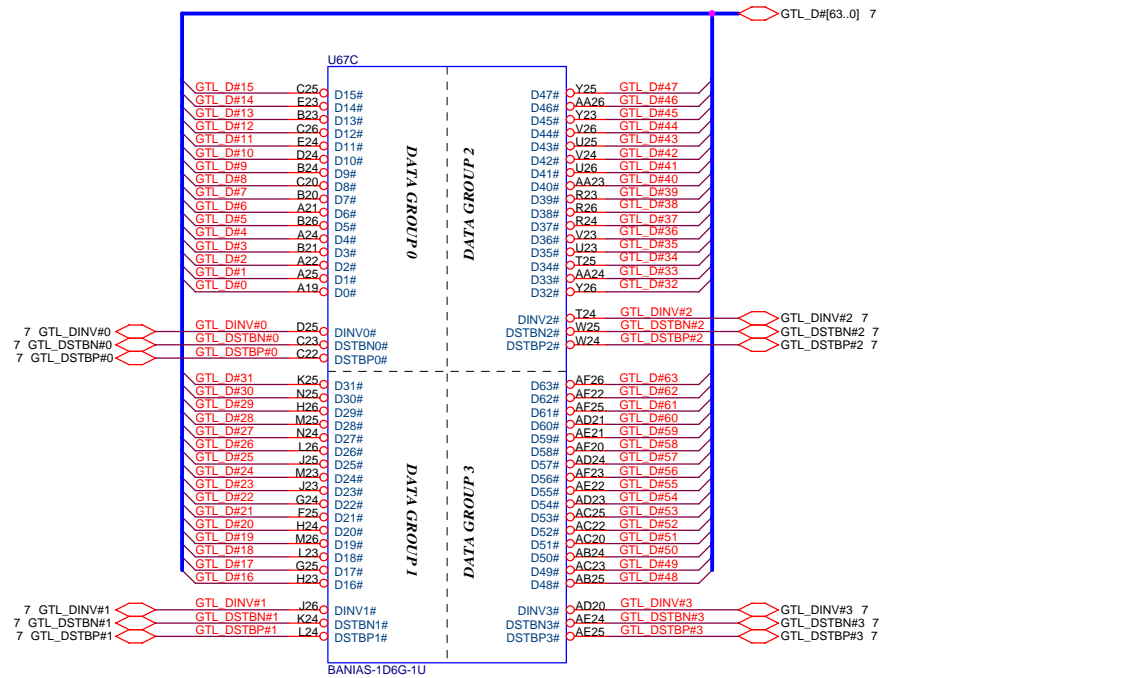 GTL_D#[63..0] 7
U67C
GTL_D#15 C25 D15# D47# Y25 GTL_D#47
GTL_D#14 E23 D14# D46# AA26 GTL_D#46
GTL_D#13 B23 D13# D45# Y23 GTL_D#45
GTL_D#12 C26 D12# D44# V26 GTL_D#44
GTL_D#11 E24 D11# D43# U25 GTL_D#43
GTL_D#10 D24 D10# D42# V24 GTL_D#42
GTL_D#9 B24 D9# D41# U26 GTL_D#41
GTL_D#8 C20 D8# D40# AA23 GTL_D#40
GTL_D#7 B20 D7# D39# R23 GTL_D#39
GTL_D#6 A21 D6# D38# R26 GTL_D#38
GTL_D#5 B26 D5# D37# R24 GTL_D#37
GTL_D#4 A24 D4# D36# V23 GTL_D#36
GTL_D#3 B21 D3# D35# U23 GTL_D#35
GTL_D#2 A22 D2# D34# T25 GTL_D#34
GTL_D#1 A25 D1# D33# AA24 GTL_D#33
GTL_D#0 A19 D0# D32# Y26 GTL_D#32
DATA GROUP 0
DATA GROUP 2
7 GTL_DINV#0 GTL_DINV#0 D25 DINV0# DINV2# T24 GTL_DINV#2 GTL_DINV#2 7
7 GTL_DSTBN#0 GTL_DSTBN#0 C23 DSTBN0# DSTBN2# W25 GTL_DSTBN#2 GTL_DSTBN#2 7
7 GTL_DSTBP#0 GTL_DSTBP#0 C22 DSTBP0# DSTBP2# W24 GTL_DSTBP#2 GTL_DSTBP#2 7
GTL_D#31 K25 D31# D63# AF26 GTL_D#63
GTL_D#30 N25 D30# D62# AF22 GTL_D#62
GTL_D#29 H26 D29# D61# AF25 GTL_D#61
GTL_D#28 M25 D28# D60# AD21 GTL_D#60
GTL_D#27 N24 D27# D59# AE21 GTL_D#59
GTL_D#26 L26 D26# D58# AF20 GTL_D#58
GTL_D#25 J25 D25# D57# AD24 GTL_D#57
GTL_D#24 M23 D24# D56# AF23 GTL_D#56
GTL_D#23 J23 D23# D55# AE22 GTL_D#55
GTL_D#22 G24 D22# D54# AD23 GTL_D#54
GTL_D#21 F25 D21# D53# AC25 GTL_D#53
GTL_D#20 H24 D20# D52# AC22 GTL_D#52
GTL_D#19 M26 D19# D51# AC20 GTL_D#51
GTL_D#18 L23 D18# D50# AB24 GTL_D#50
GTL_D#17 G25 D17# D49# AC23 GTL_D#49
GTL_D#16 H23 D16# D48# AB25 GTL_D#48
DATA GROUP 1
DATA GROUP 3
7 GTL_DINV#1 GTL_DINV#1 J26 DINV1# DINV3# AD20 GTL_DINV#3 GTL_DINV#3 7
7 GTL_DSTBN#1 GTL_DSTBN#1 K24 DSTBN1# DSTBN3# AE24 GTL_DSTBN#3 GTL_DSTBN#3 7
7 GTL_DSTBP#1 GTL_DSTBP#1 L24 DSTBP1# DSTBP3# AE25 GTL_DSTBP#3 GTL_DSTBP#3 7
BANIAS-1D6G-1U